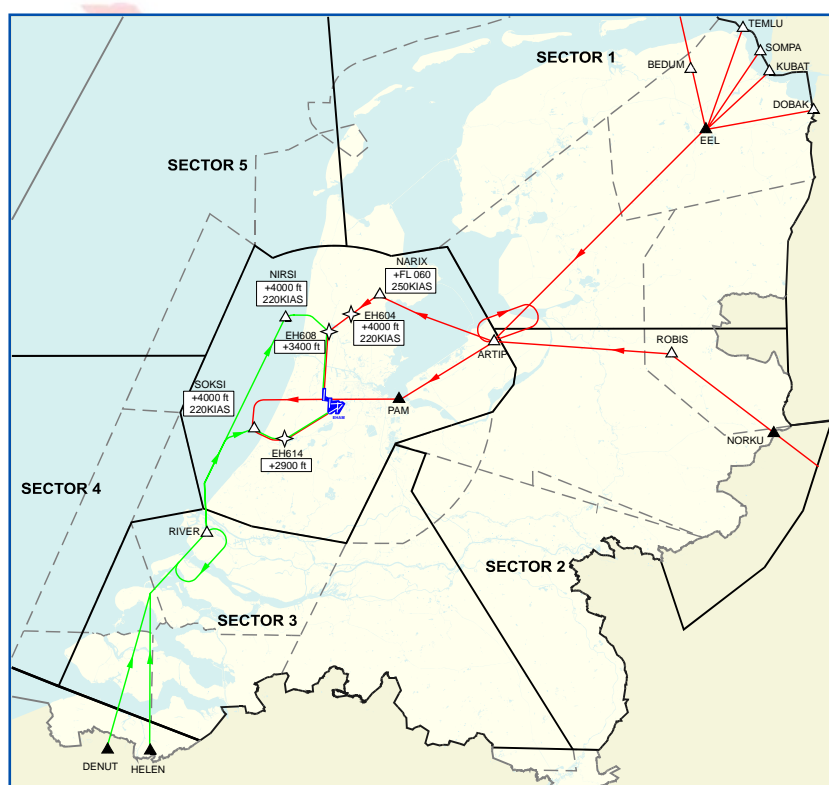 TEMLU
SOMPA
SECTOR 1
BEDUM
KUBAT
DOBAK
EEL
SECTOR 5
NARIX
+FL 060
250KIAS
NIRSI
+4000 ft
220KIAS
EH604
+4000 ft
220KIAS
EH608
+3400 ft
ROBIS
ARTIP
SOKSI
+4000 ft
220KIAS
PAM
EHAM
NORKU
EH614
+2900 ft
SECTOR 4
RIVER
SECTOR 2
SECTOR 3
DENUT
HELEN